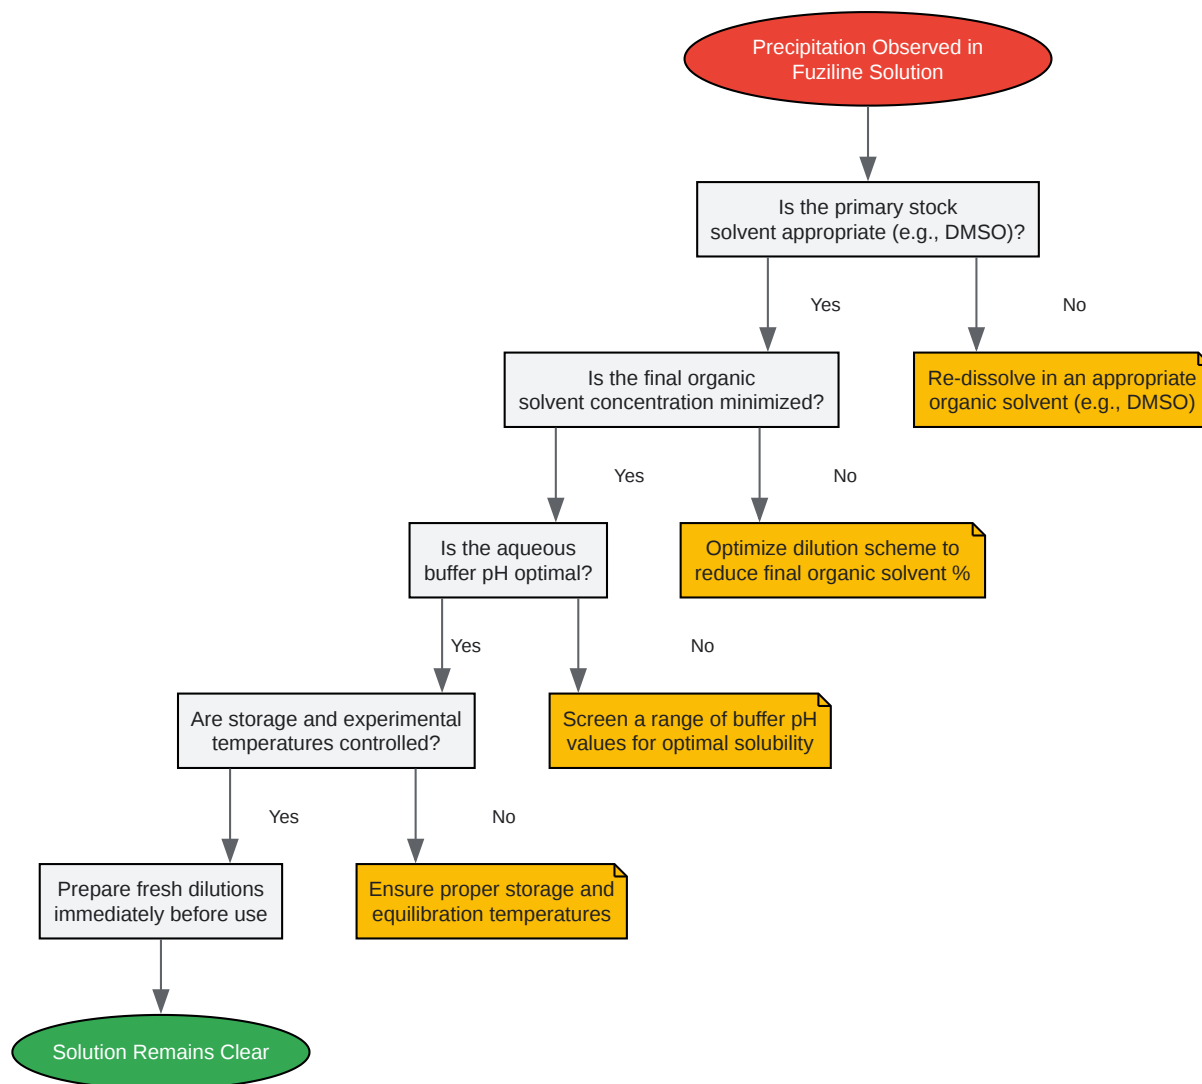 Precipitation Observed in
Fuziline Solution
Is the primary stock
solvent appropriate (e.g., DMSO)?
Yes
No
Is the final organic
solvent concentration minimized?
Re-dissolve in an appropriate
organic solvent (e.g., DMSO)
Yes
No
Is the aqueous
buffer pH optimal?
Optimize dilution scheme to
reduce final organic solvent %
Yes
No
Are storage and experimental
temperatures controlled?
Screen a range of buffer pH
values for optimal solubility
Yes
No
Prepare fresh dilutions
immediately before use
Ensure proper storage and
equilibration temperatures
Solution Remains Clear